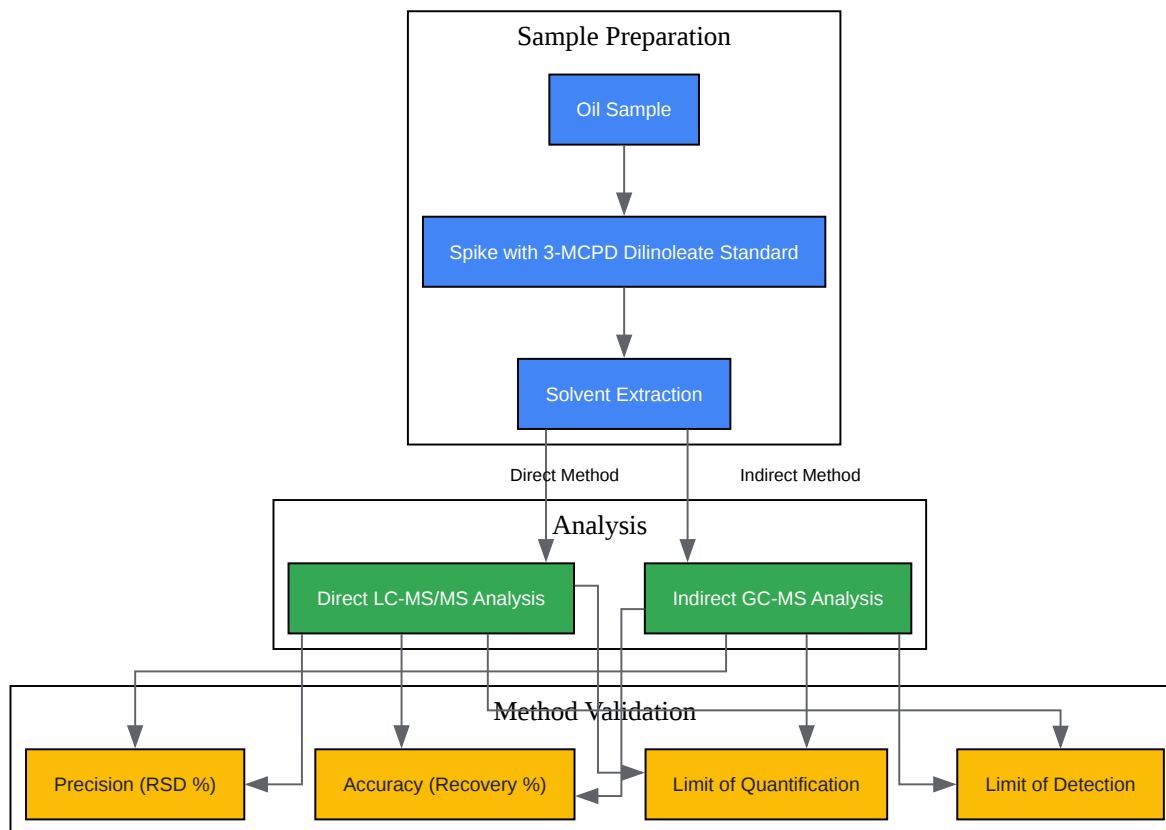 Sample Preparation
Oil Sample
Spike with 3-MCPD Dilinoleate Standard
Solvent Extraction
Direct Method
Indirect Method
Analysis
Direct LC-MS/MS Analysis
Indirect GC-MS Analysis
Method Validation
Precision (RSD %)
Accuracy (Recovery %)
Limit of Quantification
Limit of Detection